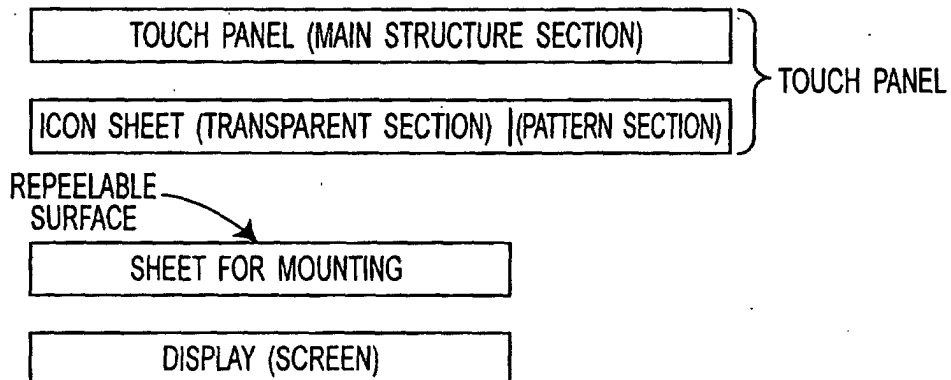 TOUCH PANEL (MAIN STRUCTURE SECTION)
TOUCH PANEL
ICON SHEET (TRANSPARENT SECTION) (PATTERN SECTION)
REPEELABLE
SURFACE
SHEET FOR MOUNTING
DISPLAY (SCREEN)